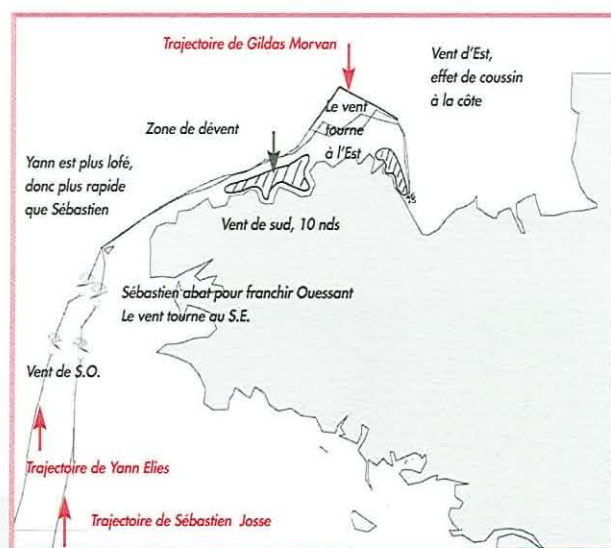 Trajectoire de Gildas Morvan
Vent d'Est,
effet de coussin
à la côte
Zone de dévent
Le vent
tourne
à l'Est
Yann est plus lofé,
donc plus rapide
que Sébastien
Vent de sud, 10 nds
Sébastien abat pour franchir Ouessant
Le vent tourne au S.E.
Vent de S.O.
Trajectoire de Yann Elies
Trajectoire de Sébastien Josse